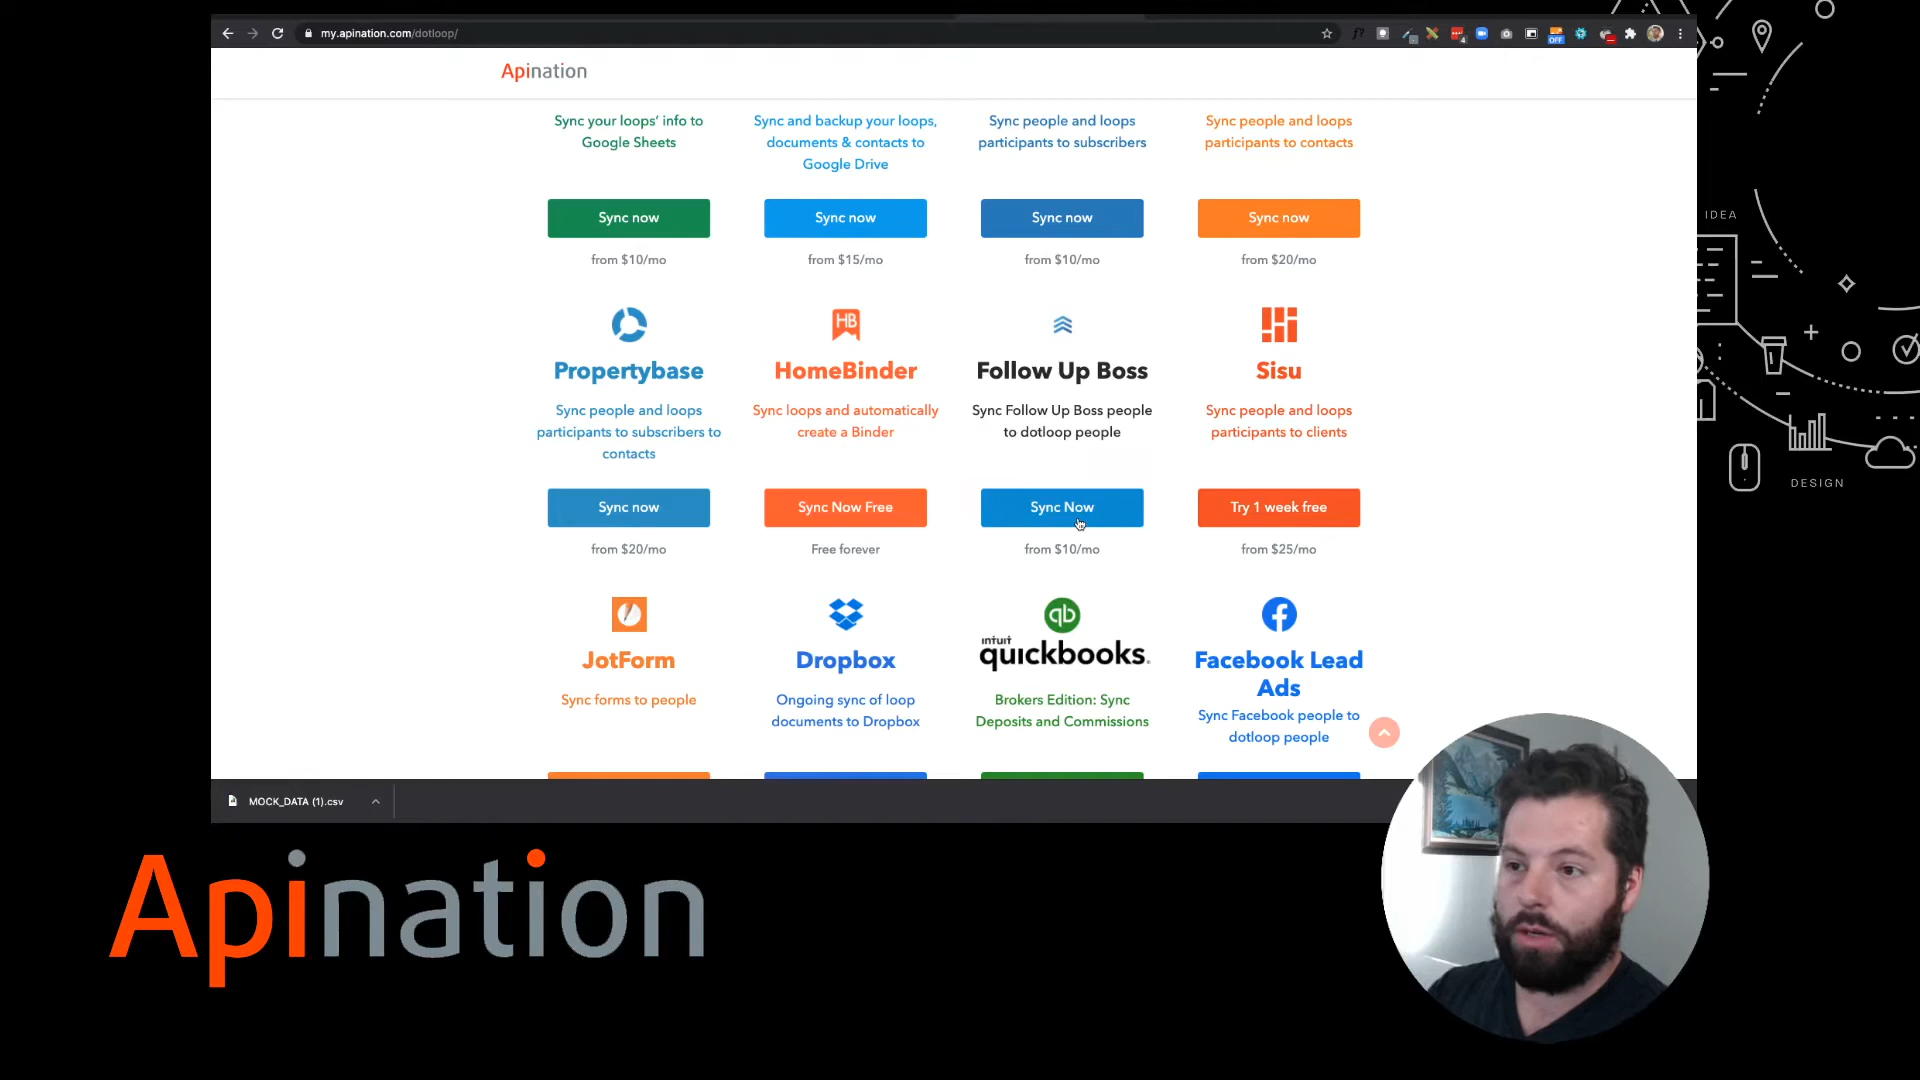 my.apination.com/dotloop/
Apination
Sync your loops' info to
Google Sheets
Sync and backup your loops,
documents & contacts to
Google Drive
Sync people and loops
participants to subscribers
Sync people and loops
participants to contacts
Sync now
Sync now
Sync now
Sync now
from $10/mo
from $15/mo
from $10/mo
from $20/mo
HB
Propertybase
HomeBinder
Follow Up Boss
Sisu
Sync people and loops
participants to subscribers to
contacts
Sync loops and automatically
create a Binder
Sync Follow Up Boss people
to dotloop people
Sync people and loops
participants to clients
Sync now
Sync Now Free
Sync Now
Try 1 week free
from $20/mo
Free forever
from $10/mo
from $25/mo
JotForm
Sync forms to people
Dropbox
Ongoing sync of loop
documents to Dropbox
qb
intuit
quickbooks.
Brokers Edition: Sync
Deposits and Commissions
Facebook Lead
Ads
Sync Facebook people to
dotloop people
MOCK_DATA (1).csv
IDEA
DESIGN
OFF
4
f?
Apination